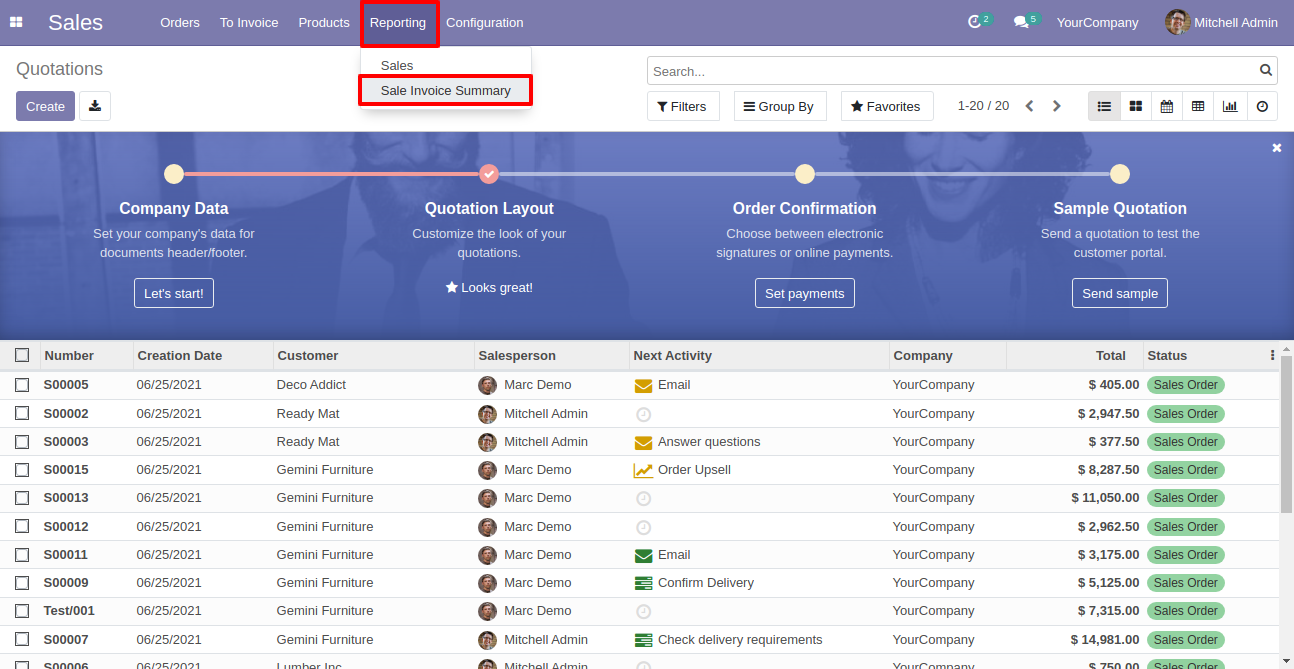 Sales Orders To Invoice Products Reporting Configuration 2 5 YourCompany Mitchell Admin
Quotations
Sales
Sale Invoice Summary
Search...
Create
Filters Group By Favorites 1-20 / 20
Company Data
Set your company's data for
documents header/footer.
Let's start!
Quotation Layout
Customize the look of your
quotations.
Looks great!
Order Confirmation
Choose between electronic
signatures or online payments.
Set payments
Sample Quotation
Send a quotation to test the
customer portal.
Send sample
Number Creation Date Customer Salesperson Next Activity Company Total Status
S00005 06/25/2021 Deco Addict Marc Demo Email YourCompany $ 405.00 Sales Order
S00002 06/25/2021 Ready Mat Mitchell Admin YourCompany $ 2,947.50 Sales Order
S00003 06/25/2021 Ready Mat Mitchell Admin Answer questions YourCompany $ 377.50 Sales Order
S00015 06/25/2021 Gemini Furniture Marc Demo Order Upsell YourCompany $ 8,287.50 Sales Order
S00013 06/25/2021 Gemini Furniture Marc Demo YourCompany $ 11,050.00 Sales Order
S00012 06/25/2021 Gemini Furniture Marc Demo YourCompany $ 2,962.50 Sales Order
S00011 06/25/2021 Gemini Furniture Marc Demo Email YourCompany $ 3,175.00 Sales Order
S00009 06/25/2021 Gemini Furniture Marc Demo Confirm Delivery YourCompany $ 5,125.00 Sales Order
Test/001 06/25/2021 Gemini Furniture Marc Demo YourCompany $ 7,315.00 Sales Order
S00007 06/25/2021 Gemini Furniture Mitchell Admin Check delivery requirements YourCompany $ 14,981.00 Sales Order
S00006 06/25/2021 Lumber Inc Mitchell Admin YourCompany $ 750.00 Sales Order